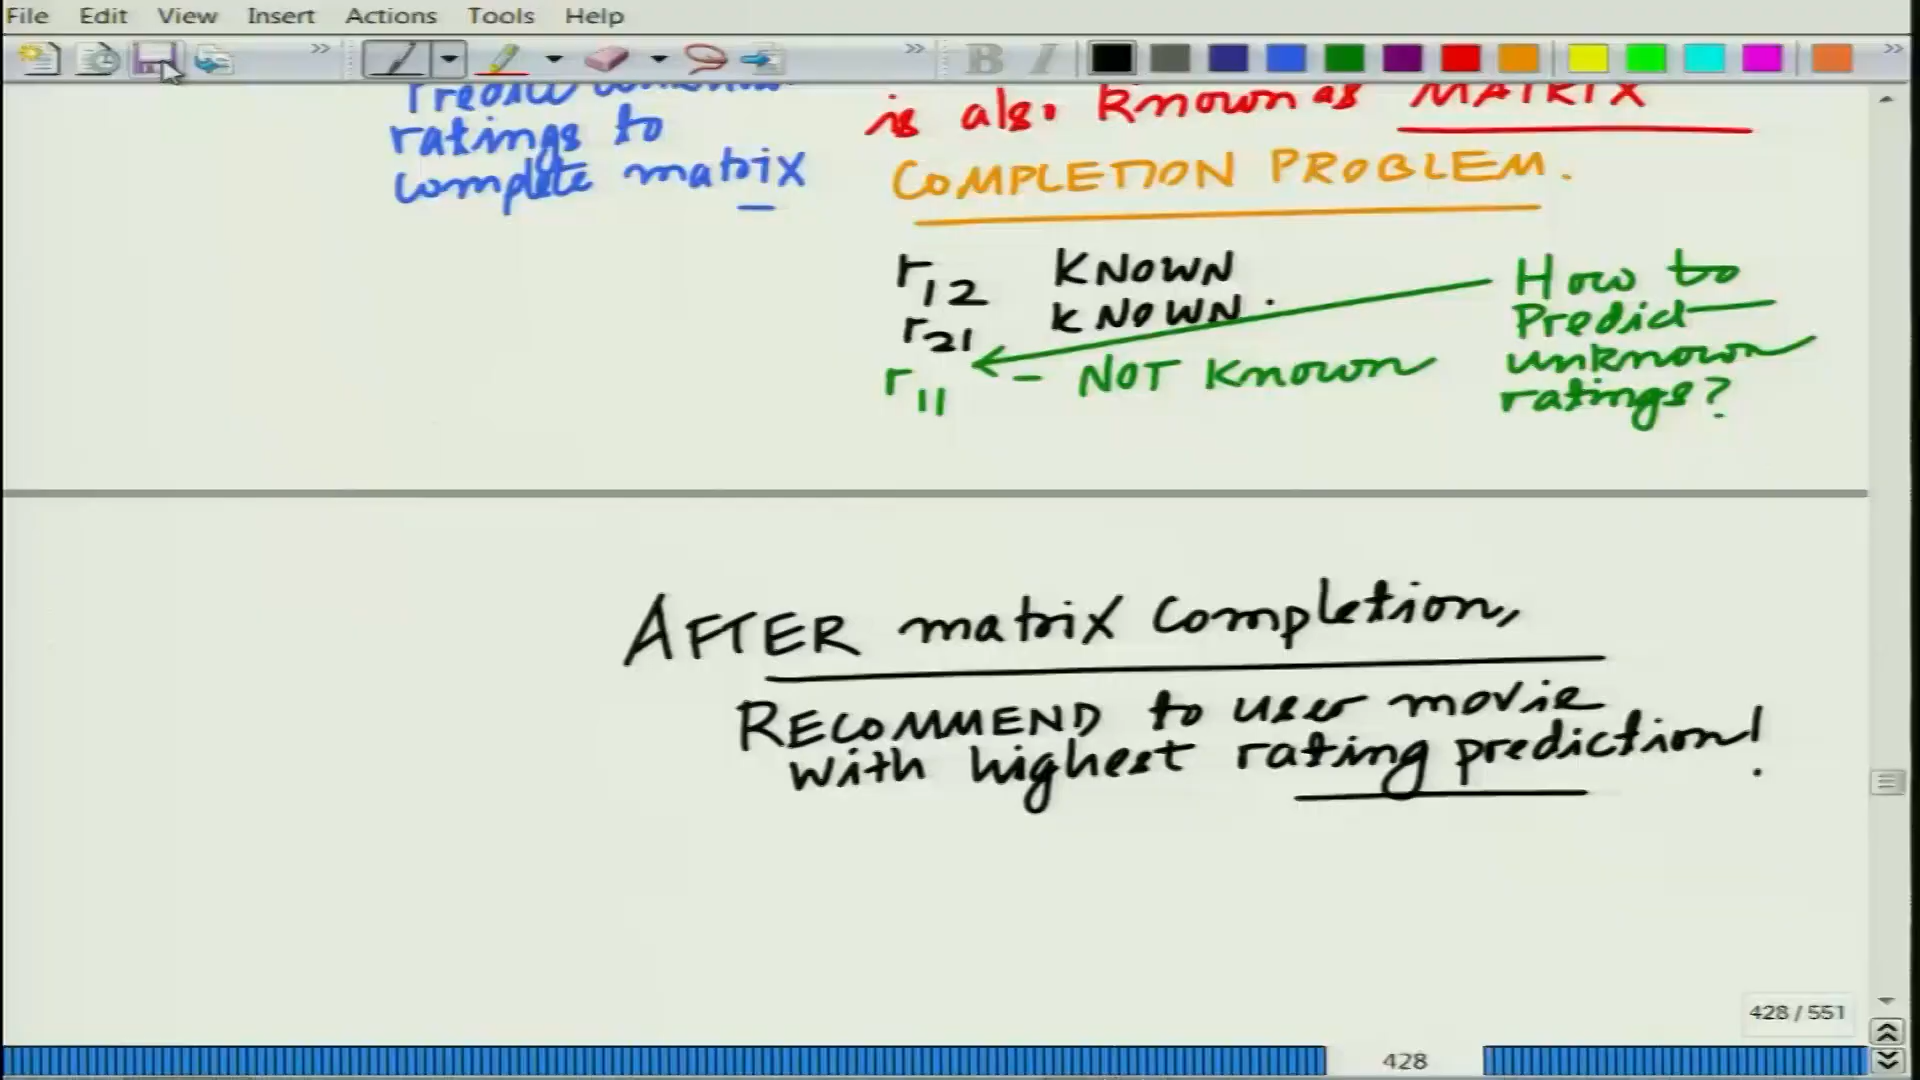 File Edit View Insert Actions Tools Help
B I
ratings to
complete matrix
is also known as MATRIX
COMPLETION PROBLEM.
r12 KNOWN
r21 KNOWN.
r11 - NOT Known
How to
Predict
unknown
ratings?
AFTER matrix completion,
RECOMMEND to user movie
with highest rating prediction!
428 / 551
428